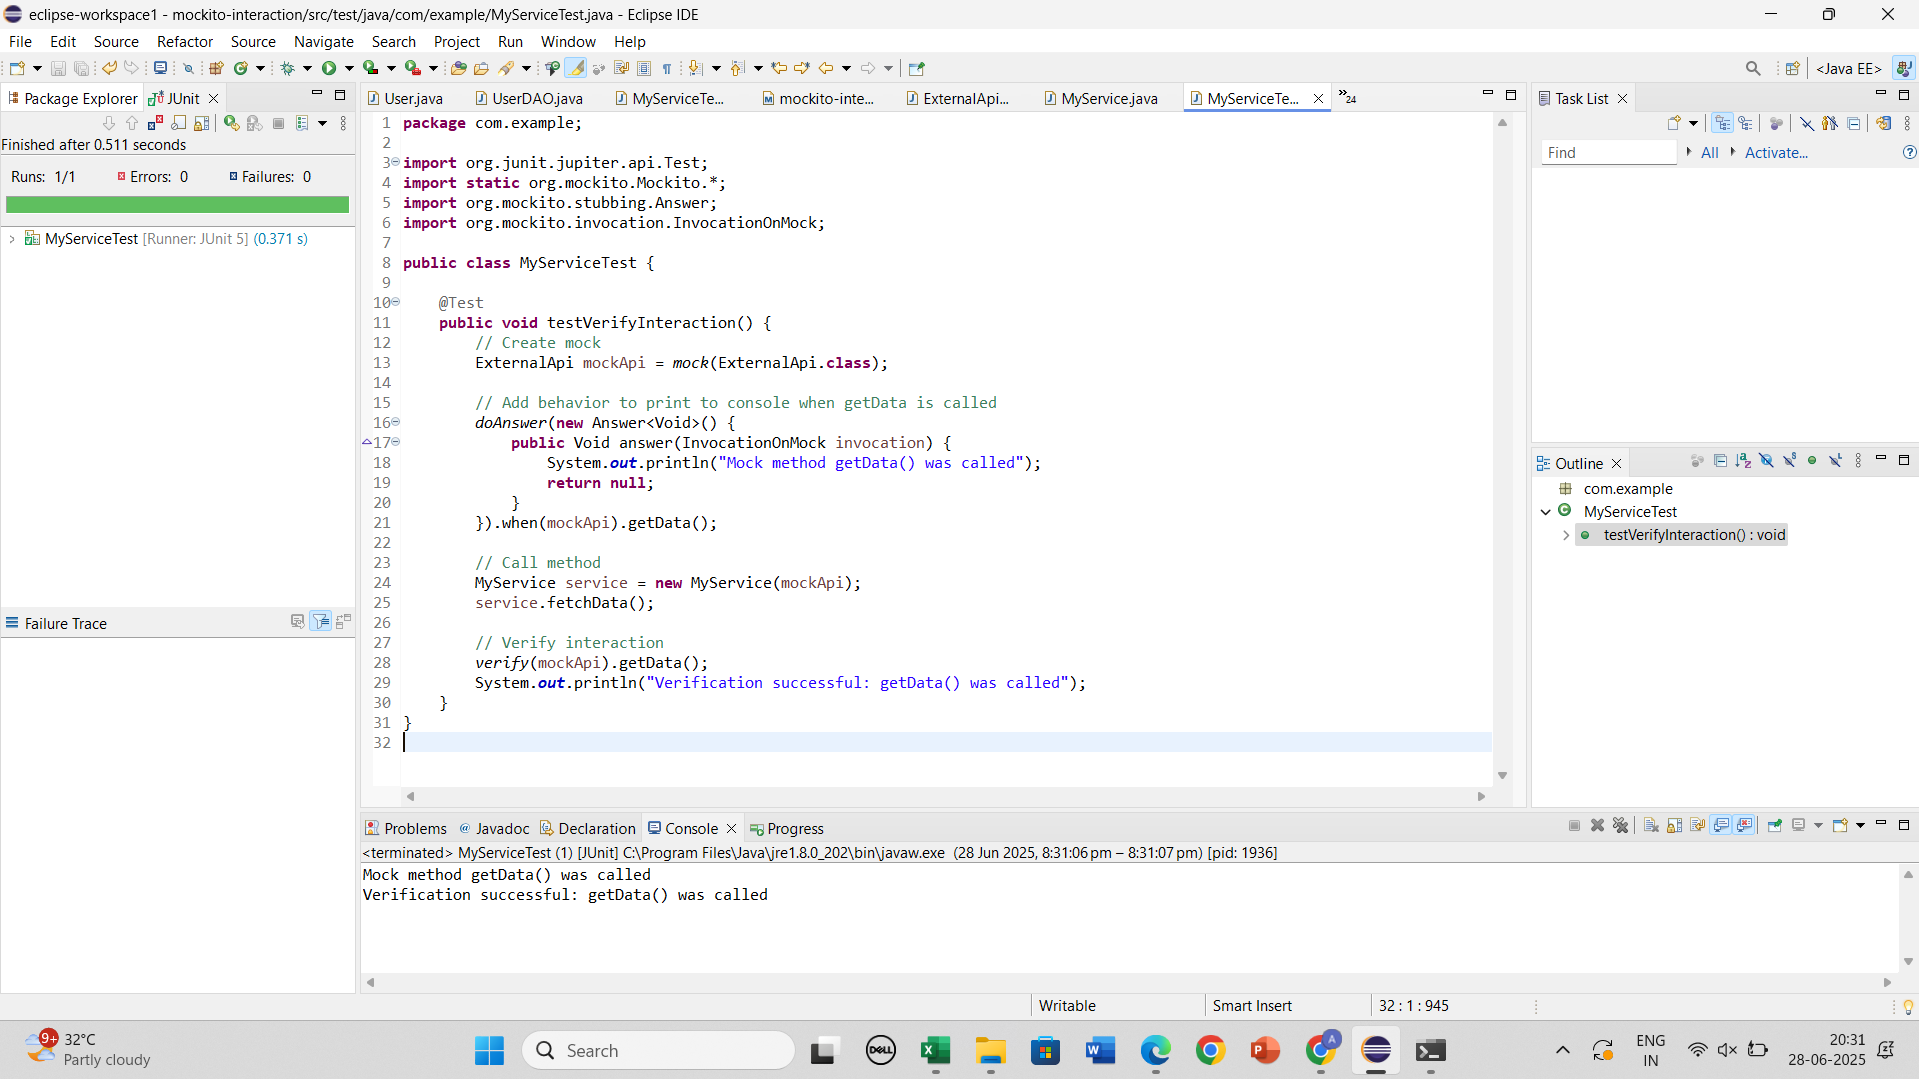 eclipse-workspace1 - mockito-interaction/src/test/java/com/example/MyServiceTest.java - Eclipse IDE
File Edit Source Refactor Source Navigate Search Project Run Window Help
<Java EE>
Package Explorer JUnit
Finished after 0.511 seconds
Runs: 1/1 Errors: 0 Failures: 0
MyServiceTest [Runner: JUnit 5] (0.371 s)
Failure Trace
User.java UserDAO.java MyServiceTe... mockito-inte... ExternalApi... MyService.java MyServiceTe... »24
1 package com.example;
2
3 import org.junit.jupiter.api.Test;
4 import static org.mockito.Mockito.*;
5 import org.mockito.stubbing.Answer;
6 import org.mockito.invocation.InvocationOnMock;
7
8 public class MyServiceTest {
9
10 @Test
11 public void testVerifyInteraction() {
12 // Create mock
13 ExternalApi mockApi = mock(ExternalApi.class);
14
15 // Add behavior to print to console when getData is called
16 doAnswer(new Answer<Void>() {
17 public Void answer(InvocationOnMock invocation) {
18 System.out.println("Mock method getData() was called");
19 return null;
20 }
21 }).when(mockApi).getData();
22
23 // Call method
24 MyService service = new MyService(mockApi);
25 service.fetchData();
26
27 // Verify interaction
28 verify(mockApi).getData();
29 System.out.println("Verification successful: getData() was called");
30 }
31 }
32
Task List
Find All Activate...
Outline
com.example
MyServiceTest
testVerifyInteraction() : void
Problems Javadoc Declaration Console Progress
<terminated> MyServiceTest (1) [JUnit] C:\Program Files\Java\jre1.8.0_202\bin\javaw.exe (28 Jun 2025, 8:31:06 pm – 8:31:07 pm) [pid: 1936]
Mock method getData() was called
Verification successful: getData() was called
Writable Smart Insert 32 : 1 : 945
9+ 32°C
Partly cloudy
Search
DELL
A
ENG
IN
20:31
28-06-2025